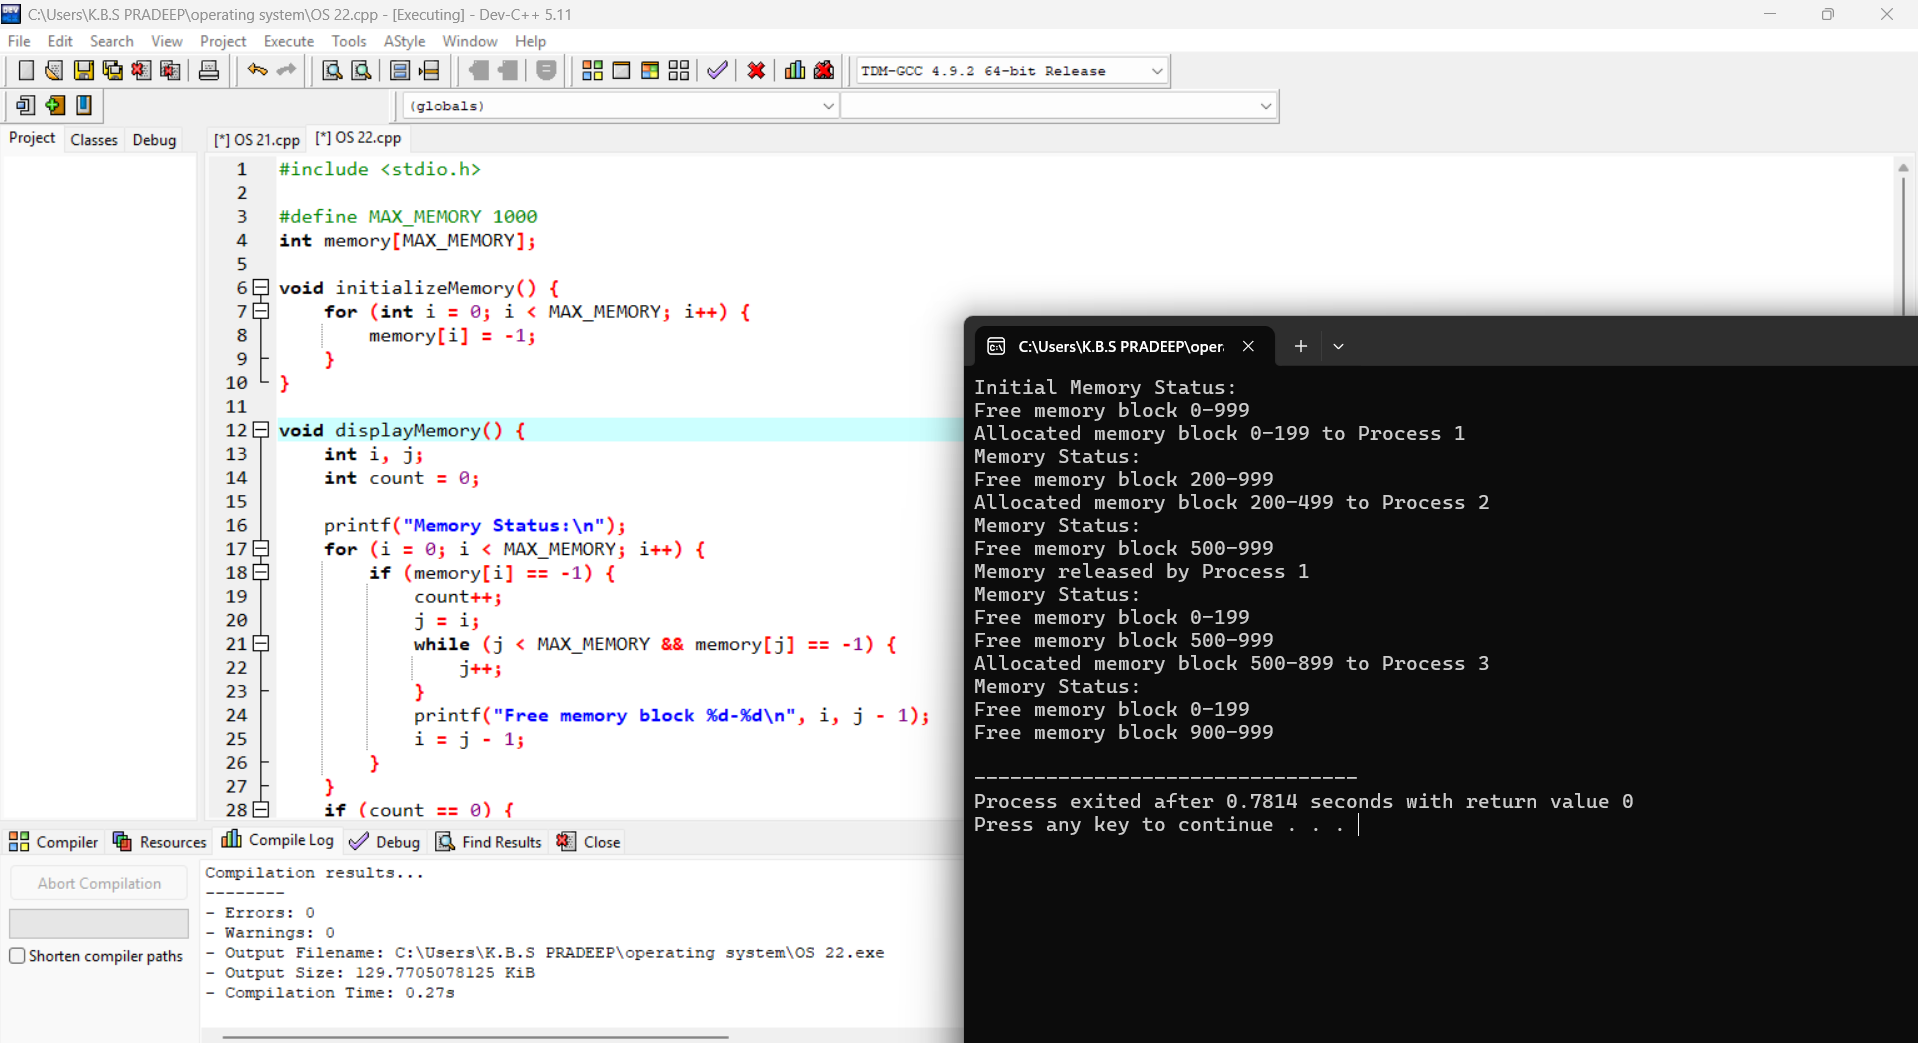 C:\Users\K.B.S PRADEEP\operating system\OS 22.cpp - [Executing] - Dev-C++ 5.11
File Edit Search View Project Execute Tools AStyle Window Help
TDM-GCC 4.9.2 64-bit Release
(globals)
Project Classes Debug
[*] OS 21.cpp [*] OS 22.cpp
1 #include <stdio.h>
2
3 #define MAX_MEMORY 1000
4 int memory[MAX_MEMORY];
5
6 void initializeMemory() {
7 for (int i = 0; i < MAX_MEMORY; i++) {
8 memory[i] = -1;
9 }
10 }
11
12 void displayMemory() {
13 int i, j;
14 int count = 0;
15
16 printf("Memory Status:\n");
17 for (i = 0; i < MAX_MEMORY; i++) {
18 if (memory[i] == -1) {
19 count++;
20 j = i;
21 while (j < MAX_MEMORY && memory[j] == -1) {
22 j++;
23 }
24 printf("Free memory block %d-%d\n", i, j - 1);
25 i = j - 1;
26 }
27 }
28 if (count == 0) {
C:\Users\K.B.S PRADEEP\oper
Initial Memory Status:
Free memory block 0-999
Allocated memory block 0-199 to Process 1
Memory Status:
Free memory block 200-999
Allocated memory block 200-499 to Process 2
Memory Status:
Free memory block 500-999
Memory released by Process 1
Memory Status:
Free memory block 0-199
Free memory block 500-999
Allocated memory block 500-899 to Process 3
Memory Status:
Free memory block 0-199
Free memory block 900-999
--------------------------------
Process exited after 0.7814 seconds with return value 0
Press any key to continue . . .
Compiler Resources Compile Log Debug Find Results Close
Abort Compilation
Shorten compiler paths
Compilation results...
--------
- Errors: 0
- Warnings: 0
- Output Filename: C:\Users\K.B.S PRADEEP\operating system\OS 22.exe
- Output Size: 129.7705078125 KiB
- Compilation Time: 0.27s